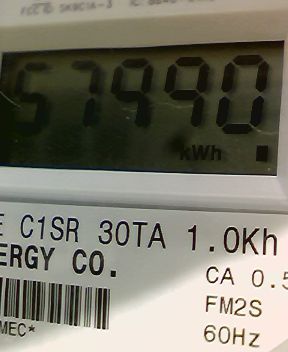 57990
kWh
E C1SR 30TA 1.0Kh
ERGY CO.
CA 0.5
FM2S
60Hz
MEC*